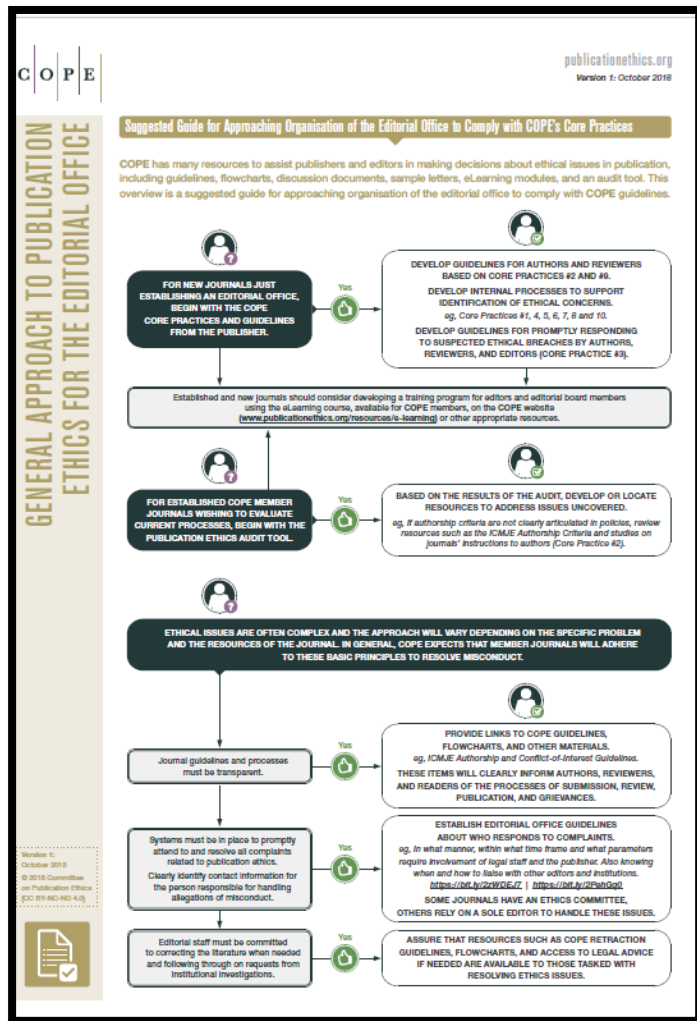 COPE
publicationethics.org
Version 1: October 2018
GENERAL APPROACH TO PUBLICATION
ETHICS FOR THE EDITORIAL OFFICE
Suggested Guide for Approaching Organisation of the Editorial Office to Comply with COPE's Core Practices
COPE has many resources to assist publishers and editors in making decisions about ethical issues in publication,
including guidelines, flowcharts, discussion documents, sample letters, eLearning modules, and an audit tool. This
overview is a suggested guide for approaching organisation of the editorial office to comply with COPE guidelines.
?
FOR NEW JOURNALS JUST
ESTABLISHING AN EDITORIAL OFFICE,
BEGIN WITH THE COPE
CORE PRACTICES AND GUIDELINES
FROM THE PUBLISHER.
Yes
DEVELOP GUIDELINES FOR AUTHORS AND REVIEWERS
BASED ON CORE PRACTICES #2 AND #9.
DEVELOP INTERNAL PROCESSES TO SUPPORT
IDENTIFICATION OF ETHICAL CONCERNS.
eg, Core Practices #1, 4, 5, 6, 7, 8 and 10.
DEVELOP GUIDELINES FOR PROMPTLY RESPONDING
TO SUSPECTED ETHICAL BREACHES BY AUTHORS,
REVIEWERS, AND EDITORS (CORE PRACTICE #3).
Established and new journals should consider developing a training program for editors and editorial board members
using the eLearning course, available for COPE members, on the COPE website
(www.publicationethics.org/resources/e-learning) or other appropriate resources.
?
FOR ESTABLISHED COPE MEMBER
JOURNALS WISHING TO EVALUATE
CURRENT PROCESSES, BEGIN WITH THE
PUBLICATION ETHICS AUDIT TOOL.
Yes
BASED ON THE RESULTS OF THE AUDIT, DEVELOP OR LOCATE
RESOURCES TO ADDRESS ISSUES UNCOVERED.
eg, if authorship criteria are not clearly articulated in policies, review
resources such as the ICMJE Authorship Criteria and studies on
journals' instructions to authors (Core Practice #2).
?
ETHICAL ISSUES ARE OFTEN COMPLEX AND THE APPROACH WILL VARY DEPENDING ON THE SPECIFIC PROBLEM
AND THE RESOURCES OF THE JOURNAL. IN GENERAL, COPE EXPECTS THAT MEMBER JOURNALS WILL ADHERE
TO THESE BASIC PRINCIPLES TO RESOLVE MISCONDUCT.
Journal guidelines and processes
must be transparent.
Yes
PROVIDE LINKS TO COPE GUIDELINES,
FLOWCHARTS, AND OTHER MATERIALS.
eg, ICMJE Authorship and Conflict-of-Interest Guidelines.
THESE ITEMS WILL CLEARLY INFORM AUTHORS, REVIEWERS,
AND READERS OF THE PROCESSES OF SUBMISSION, REVIEW,
PUBLICATION, AND GRIEVANCES.
Systems must be in place to promptly
attend to and resolve all complaints
related to publication ethics.
Clearly identify contact information for
the person responsible for handling
allegations of misconduct.
Yes
ESTABLISH EDITORIAL OFFICE GUIDELINES
ABOUT WHO RESPONDS TO COMPLAINTS.
eg, In what manner, within what time frame and what parameters
require involvement of legal staff and the publisher. Also knowing
when and how to liaise with other editors and institutions.
https://bit.ly/2rWDEJ7 | https://bit.ly/2PehGg0
SOME JOURNALS HAVE AN ETHICS COMMITTEE,
OTHERS RELY ON A SOLE EDITOR TO HANDLE THESE ISSUES.
Editorial staff must be committed
to correcting the literature when needed
and following through on requests from
institutional investigations.
Yes
ASSURE THAT RESOURCES SUCH AS COPE RETRACTION
GUIDELINES, FLOWCHARTS, AND ACCESS TO LEGAL ADVICE
IF NEEDED ARE AVAILABLE TO THOSE TASKED WITH
RESOLVING ETHICS ISSUES.
Version 1:
October 2018
© 2018 Committee
on Publication Ethics
(CC BY-NC-ND 4.0)